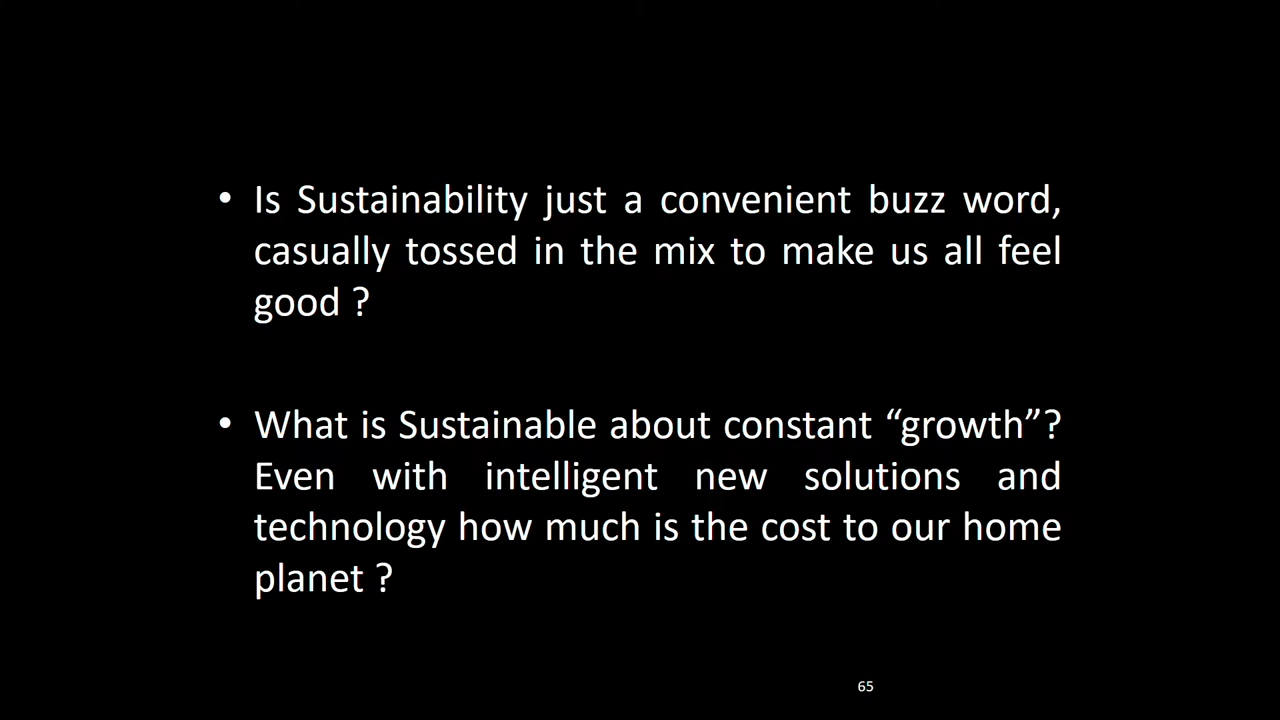 • Is Sustainability just a convenient buzz word,
casually tossed in the mix to make us all feel
good ?
• What is Sustainable about constant “growth”?
Even with intelligent new solutions and
technology how much is the cost to our home
planet ?
65